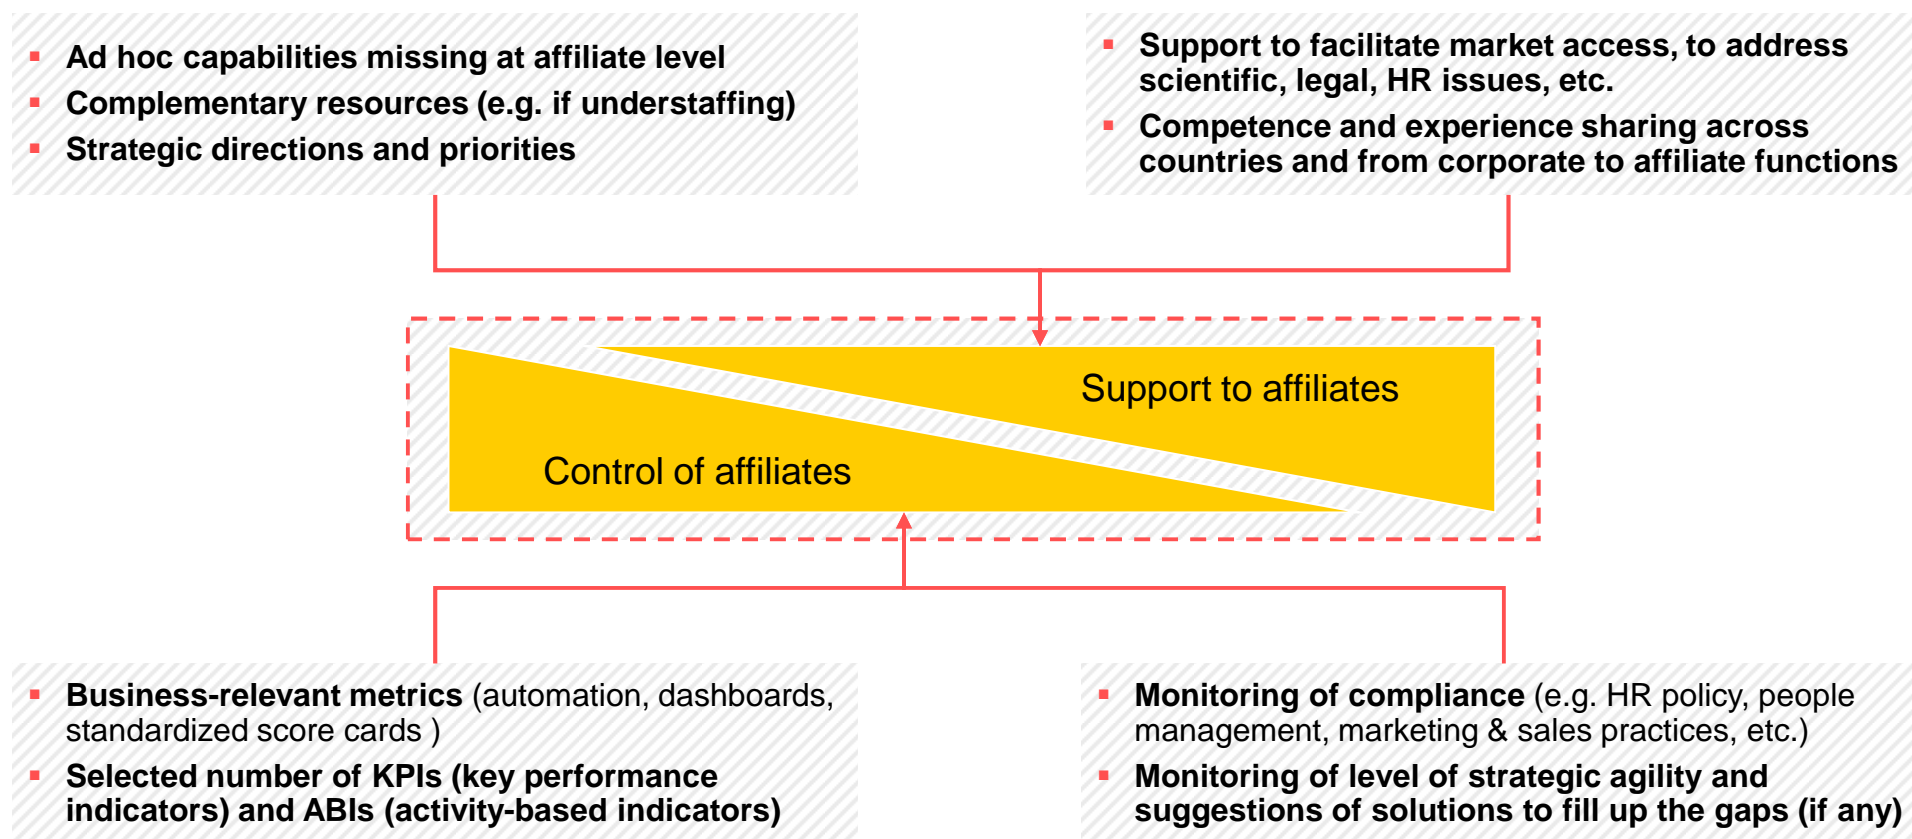 Ad hoc capabilities missing at affiliate level
Complementary resources (e.g. if understaffing)
Strategic directions and priorities
Support to facilitate market access, to address
scientific, legal, HR issues, etc.
Competence and experience sharing across
countries and from corporate to affiliate functions
Support to affiliates
Control of affiliates
Business-relevant metrics (automation, dashboards,
standardized score cards )
Selected number of KPIs (key performance
indicators) and ABIs (activity-based indicators)
Monitoring of compliance (e.g. HR policy, people
management, marketing & sales practices, etc.)
Monitoring of level of strategic agility and
suggestions of solutions to fill up the gaps (if any)